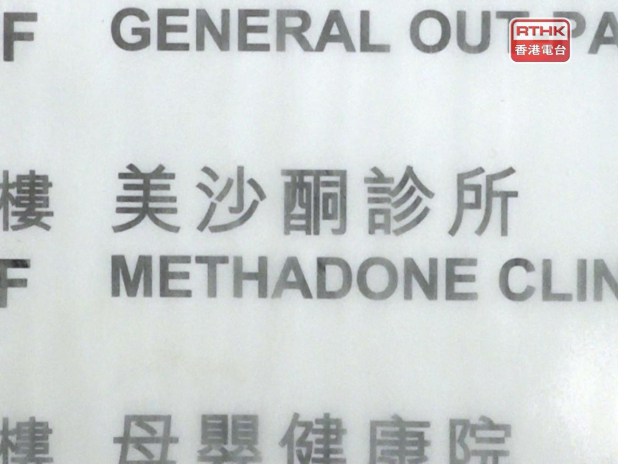 F GENERAL OUT PA
RTHK
香港電台
樓 美沙酮診所
F METHADONE CLIN
樓 母嬰健康院